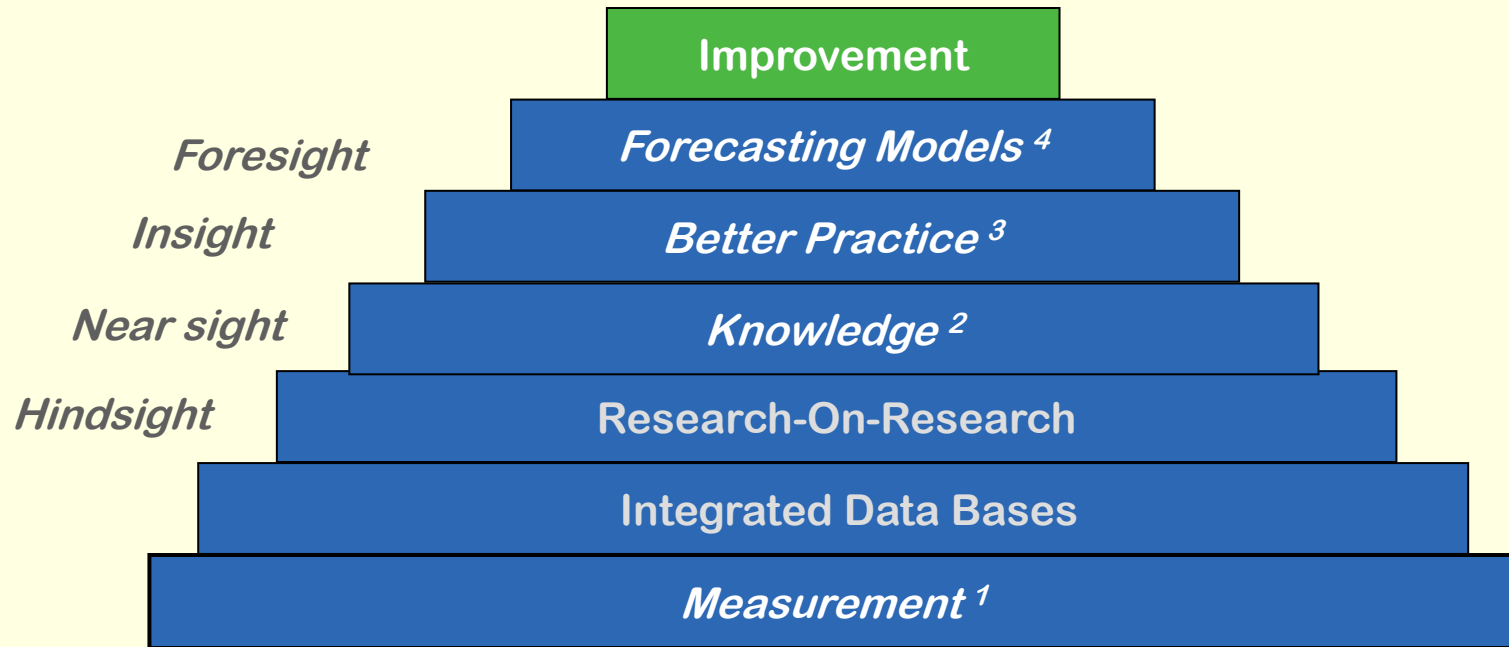 Improvement
Foresight
Forecasting Models 4
Insight
Better Practice 3
Near sight
Knowledge 2
Hindsight
Research-On-Research
Integrated Data Bases
Measurement 1